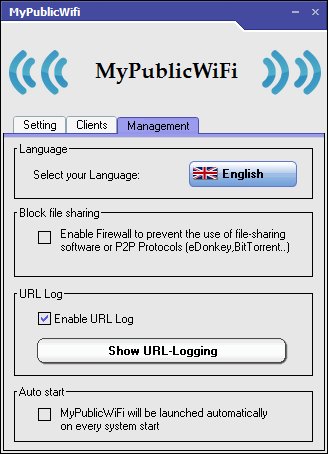 MyPublicWifi
MyPublicWiFi
Setting Clients Management
Language
Select your Language: English
Block file sharing
Enable Firewall to prevent the use of file-sharing
software or P2P Protocols (eDonkey,BitTorrent..)
URL Log
Enable URL Log
Show URL-Logging
Auto start
MyPublicWiFi will be launched automatically
on every system start